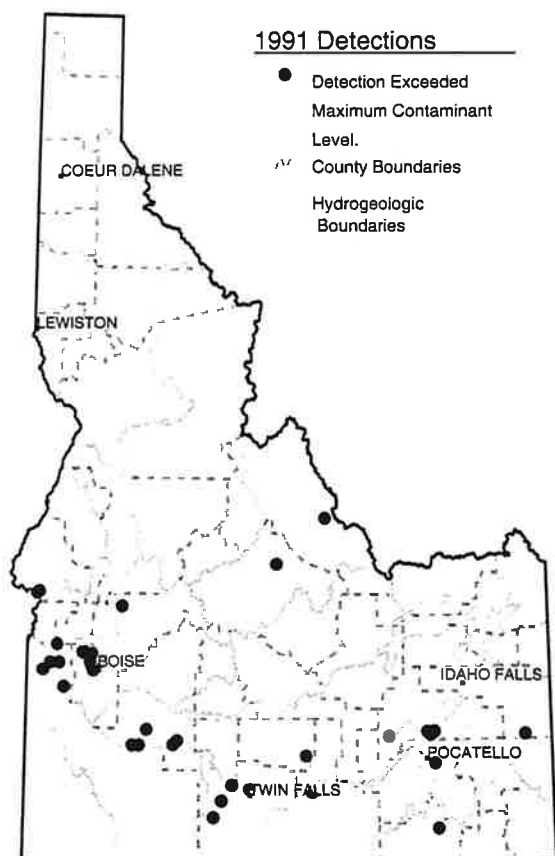 1991 Detections
Detection Exceeded
Maximum Contaminant
Level.
County Boundaries
Hydrogeologic
Boundaries
COEUR DALENE
LEWISTON
BOISE
IDAHO FALLS
POCATELLO
TWIN FALLS